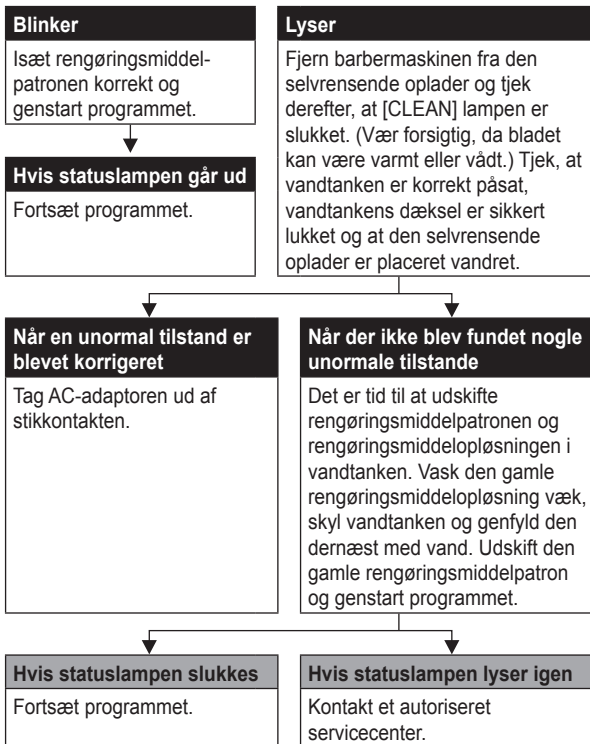 Blinker
Isæt rengøringsmiddel-
patronen korrekt og
genstart programmet.
Hvis statuslampen går ud
Fortsæt programmet.
Lyser
Fjern barbermaskinen fra den
selvrensende oplader og tjek
derefter, at [CLEAN] lampen er
slukket. (Vær forsigtig, da bladet
kan være varmt eller vådt.) Tjek, at
vandtanken er korrekt påsat,
vandtankens dæksel er sikkert
lukket og at den selvrensende
oplader er placeret vandret.
Når en unormal tilstand er
blevet korrigeret
Tag AC-adaptoren ud af
stikkontakten.
Når der ikke blev fundet nogle
unormale tilstande
Det er tid til at udskifte
rengøringsmiddelpatronen og
rengøringsmiddelopløsningen i
vandtanken. Vask den gamle
rengøringsmiddelopløsning væk,
skyl vandtanken og genfyld den
dernæst med vand. Udskift den
gamle rengøringsmiddelpatron
og genstart programmet.
Hvis statuslampen slukkes
Fortsæt programmet.
Hvis statuslampen lyser igen
Kontakt et autoriseret
servicecenter.